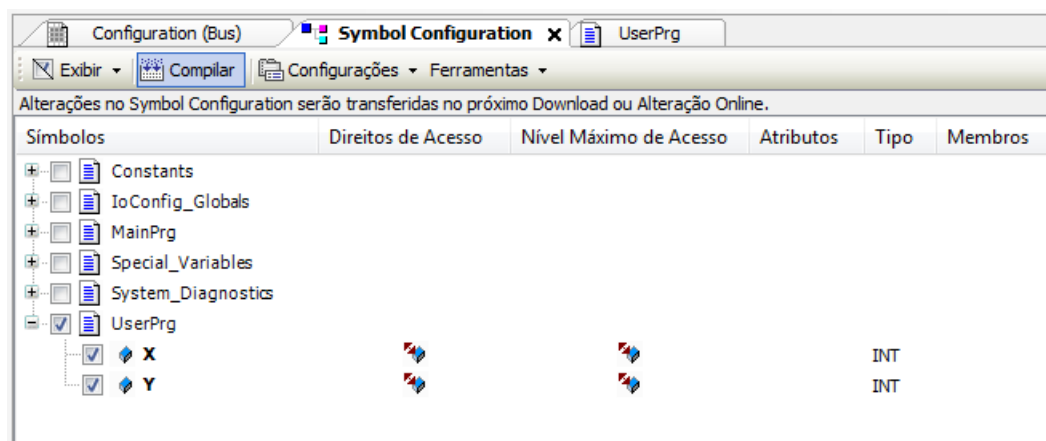 Configuration (Bus) Symbol Configuration x UserPrg
Exibir Compilar Configurações Ferramentas
Alterações no Symbol Configuration serão transferidas no próximo Download ou Alteração Online.
Símbolos Direitos de Acesso Nível Máximo de Acesso Atributos Tipo Membros
Constants
IoConfig_Globals
MainPrg
Special_Variables
System_Diagnostics
UserPrg
X INT
Y INT